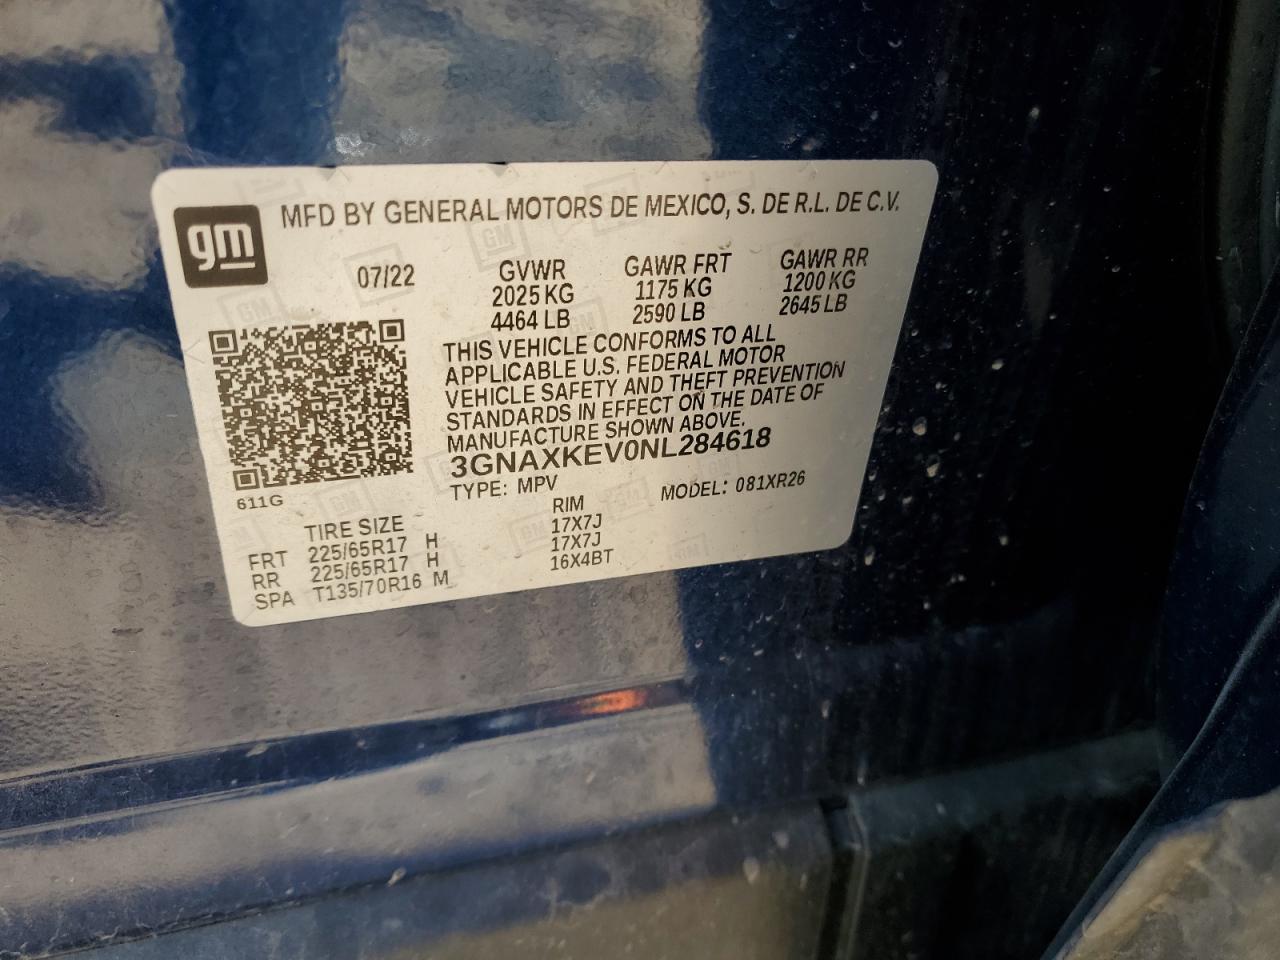 gm
MFD BY GENERAL MOTORS DE MEXICO, S. DE R.L. DE C.V.
07/22 GVWR GAWR FRT GAWR RR
2025 KG 1175 KG 1200 KG
4464 LB 2590 LB 2645 LB
THIS VEHICLE CONFORMS TO ALL
APPLICABLE U.S. FEDERAL MOTOR
VEHICLE SAFETY AND THEFT PREVENTION
STANDARDS IN EFFECT ON THE DATE OF
MANUFACTURE SHOWN ABOVE.
3GNAXKEV0NL284618
TYPE: MPV MODEL: 081XR26
611G
TIRE SIZE RIM
FRT 225/65R17 H 17X7J
RR 225/65R17 H 17X7J
SPA T135/70R16 M 16X4BT